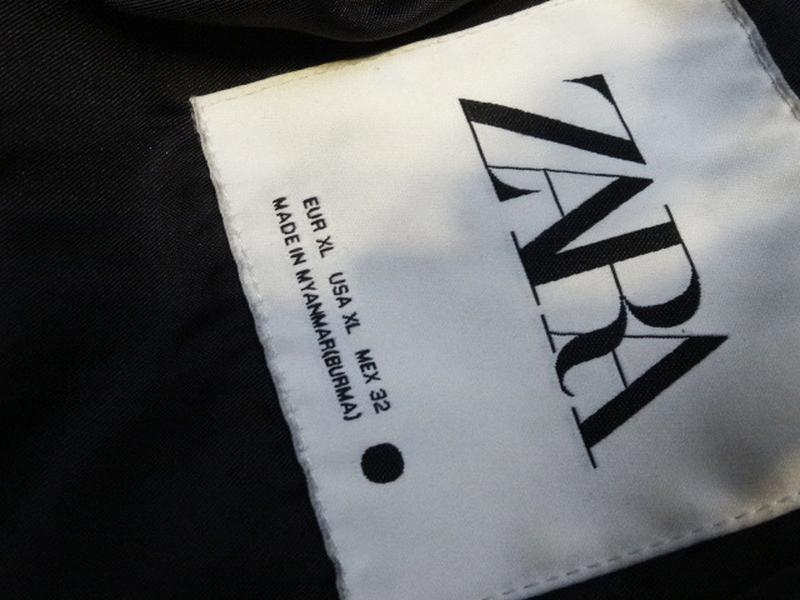 ZARA
EUR XL USA XL MEX 32
MADE IN MYANMAR(BURMA)